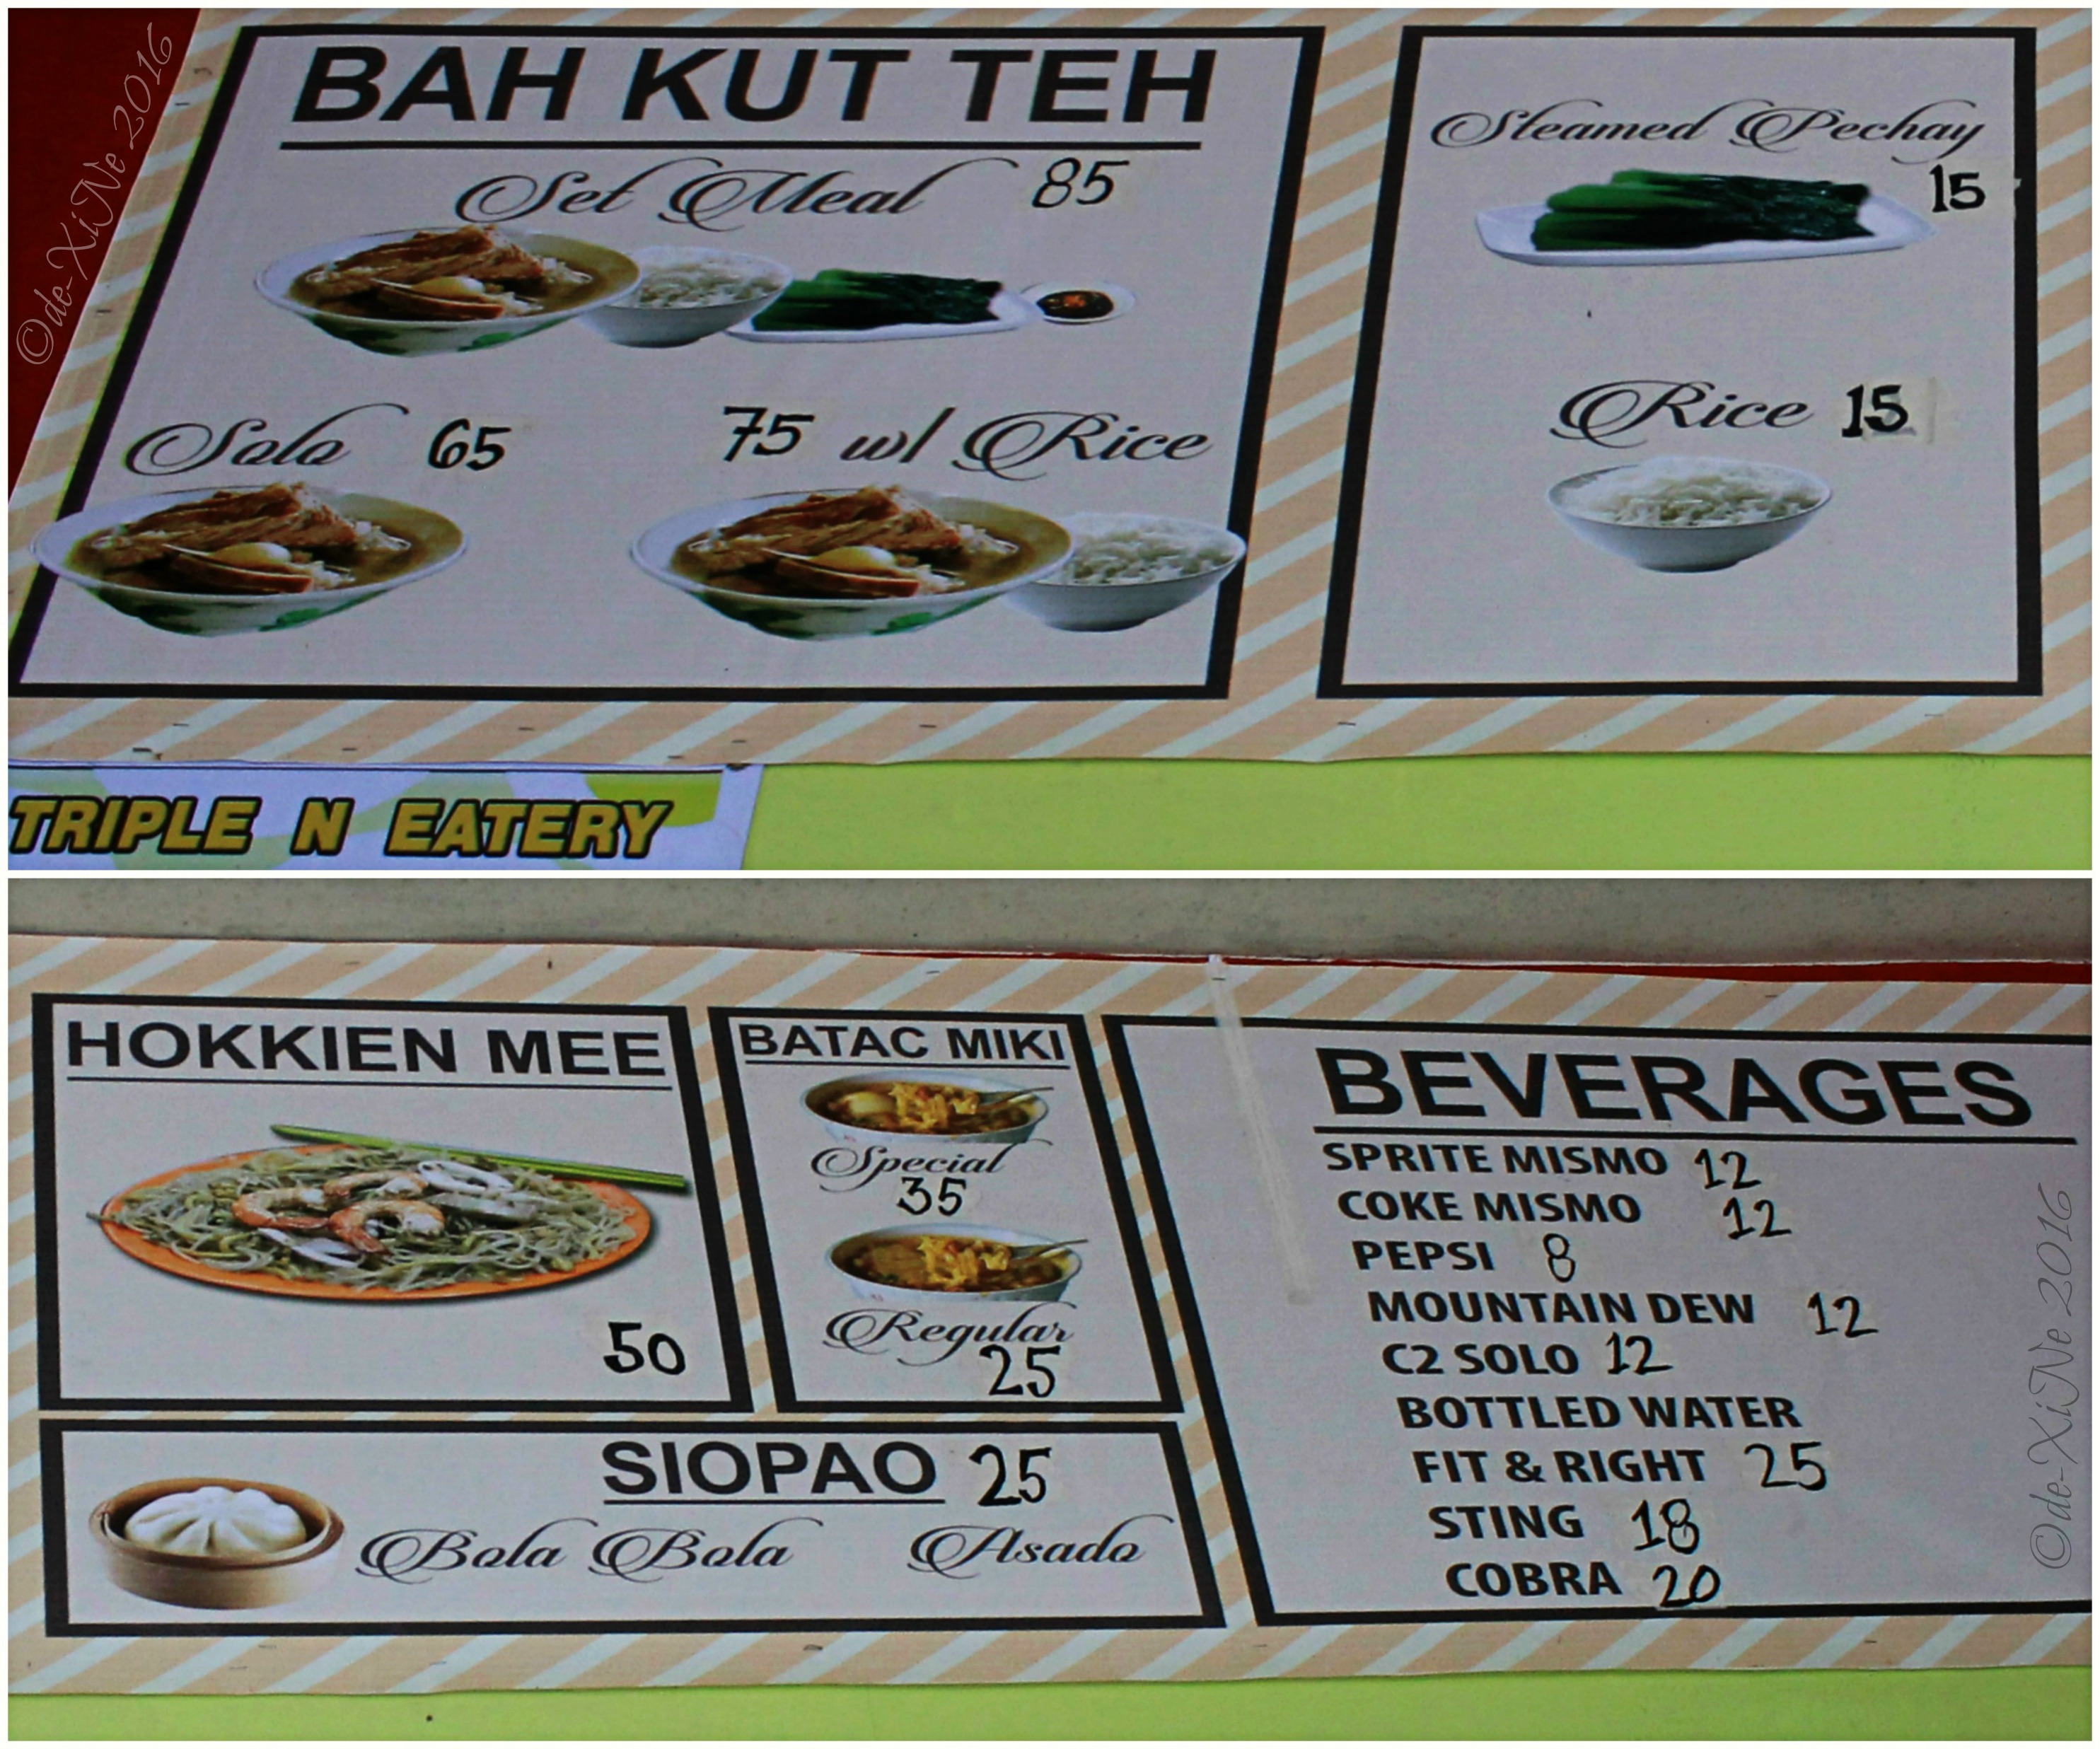 ©de-XiNe 2016
BAH KUT TEH
Set Meal 85
Solo 65
75 w/ Rice
Steamed Pechay
15
Rice 15
TRIPLE N EATERY
HOKKIEN MEE
50
BATAC MIKI
Special
35
Regular
25
SIOPAO 25
Bola Bola Asado
BEVERAGES
SPRITE MISMO 12
COKE MISMO 12
PEPSI 8
MOUNTAIN DEW 12
C2 SOLO 12
BOTTLED WATER
FIT & RIGHT 25
STING 18
COBRA 20
©de-XiNe 2016